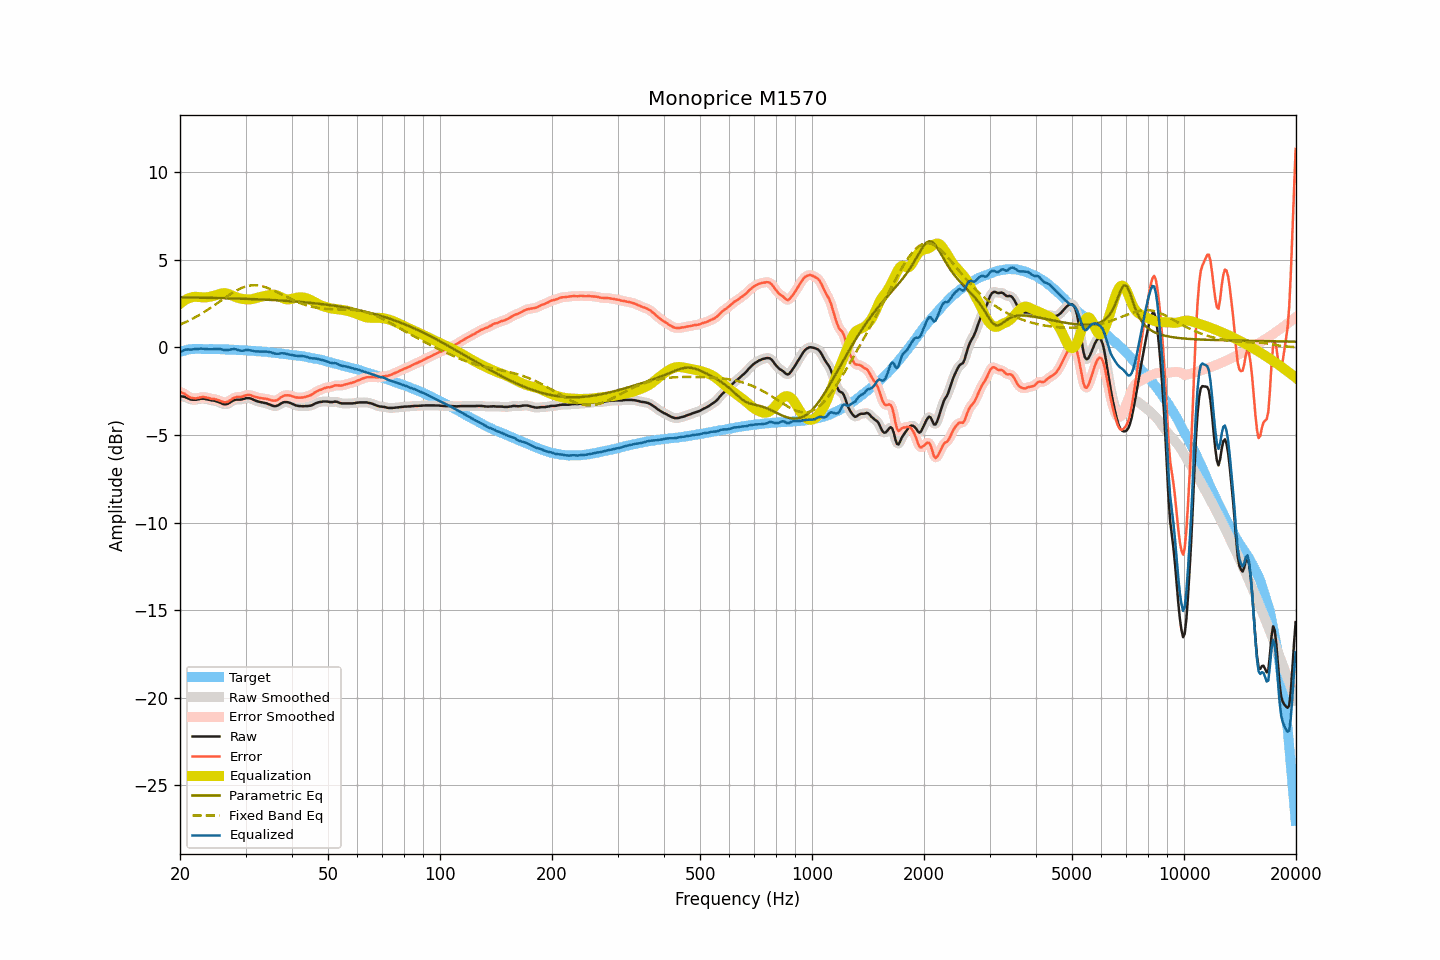 Monoprice M1570
10
5
0
−5
−10
−15
−20
−25
Amplitude (dBr)
Target
Raw Smoothed
Error Smoothed
Raw
Error
Equalization
Parametric Eq
Fixed Band Eq
Equalized
20 50 100 200 500 1000 2000 5000 10000 20000
Frequency (Hz)